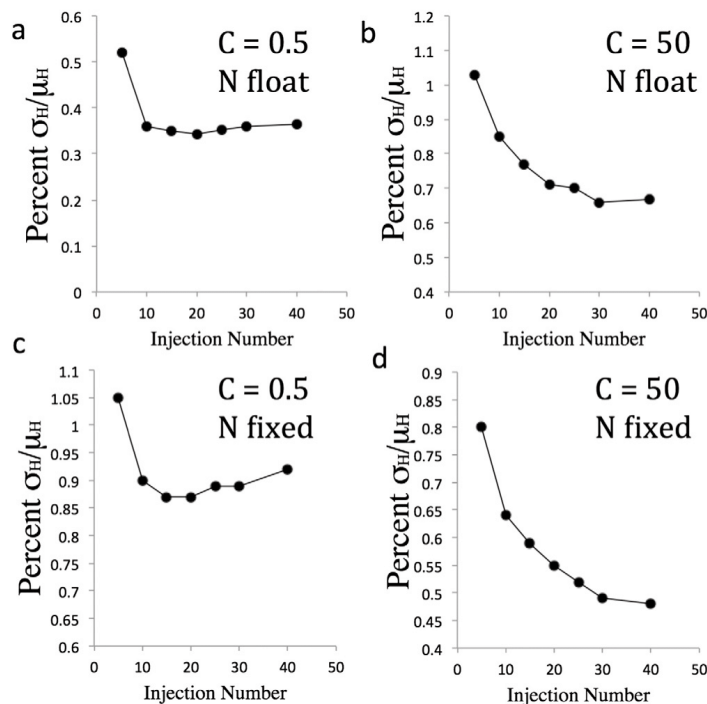 a
C = 0.5
N float
Percent σH/μH
0.6
0.5
0.4
0.3
0.2
0.1
0
0 10 20 30 40 50
Injection Number
b
C = 50
N float
Percent σH/μH
1.2
1.1
1
0.9
0.8
0.7
0.6
0.5
0.4
0 10 20 30 40 50
Injection Number
c
C = 0.5
N fixed
Percent σH/μH
1.1
1.05
1
0.95
0.9
0.85
0.8
0.75
0.7
0.65
0.6
0 10 20 30 40 50
Injection Number
d
C = 50
N fixed
Percent σH/μH
0.9
0.85
0.8
0.75
0.7
0.65
0.6
0.55
0.5
0.45
0.4
0 10 20 30 40 50
Injection Number